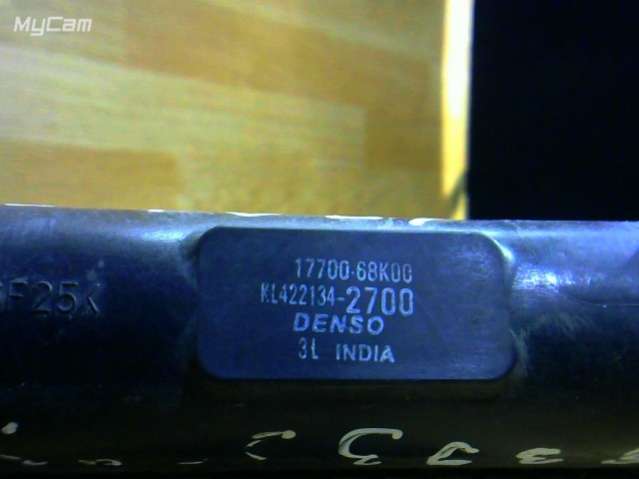 MyCam
17700-68K00
KL422134-2700
DENSO
3L INDIA
F25K